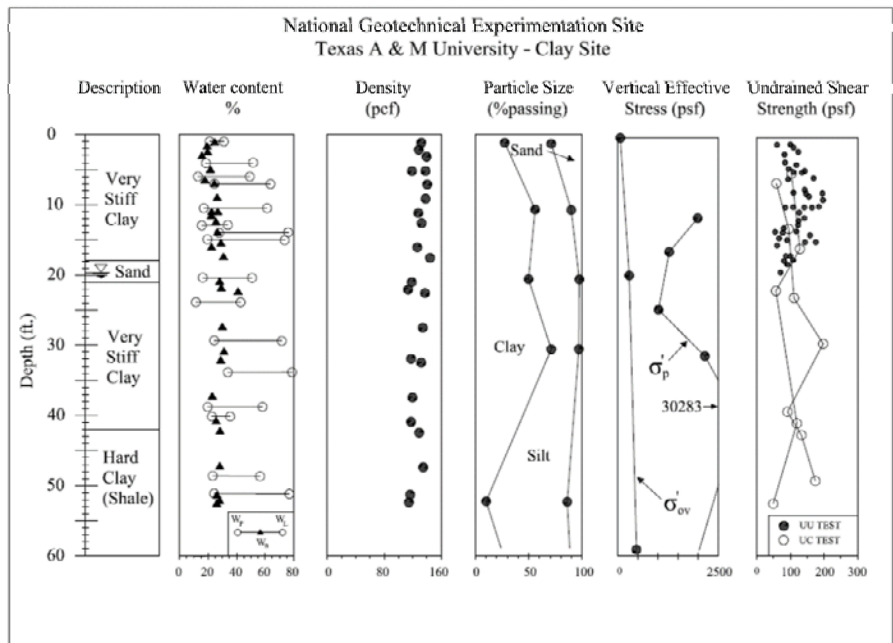 National Geotechnical Experimentation Site
Texas A & M University - Clay Site
Description
Water content
%
Density
(pcf)
Particle Size
(%passing)
Vertical Effective
Stress (psf)
Undrained Shear
Strength (psf)
Depth (ft.)
0
10
20
30
40
50
60
Very
Stiff
Clay
Sand
Very
Stiff
Clay
Hard
Clay
(Shale)
W_P W_L
W_n
0 20 40 60 80
0 80 160
Sand
Clay
Silt
0 50 100
σ'p
30283
σ'ov
0 2500
UU TEST
UC TEST
0 100 200 300